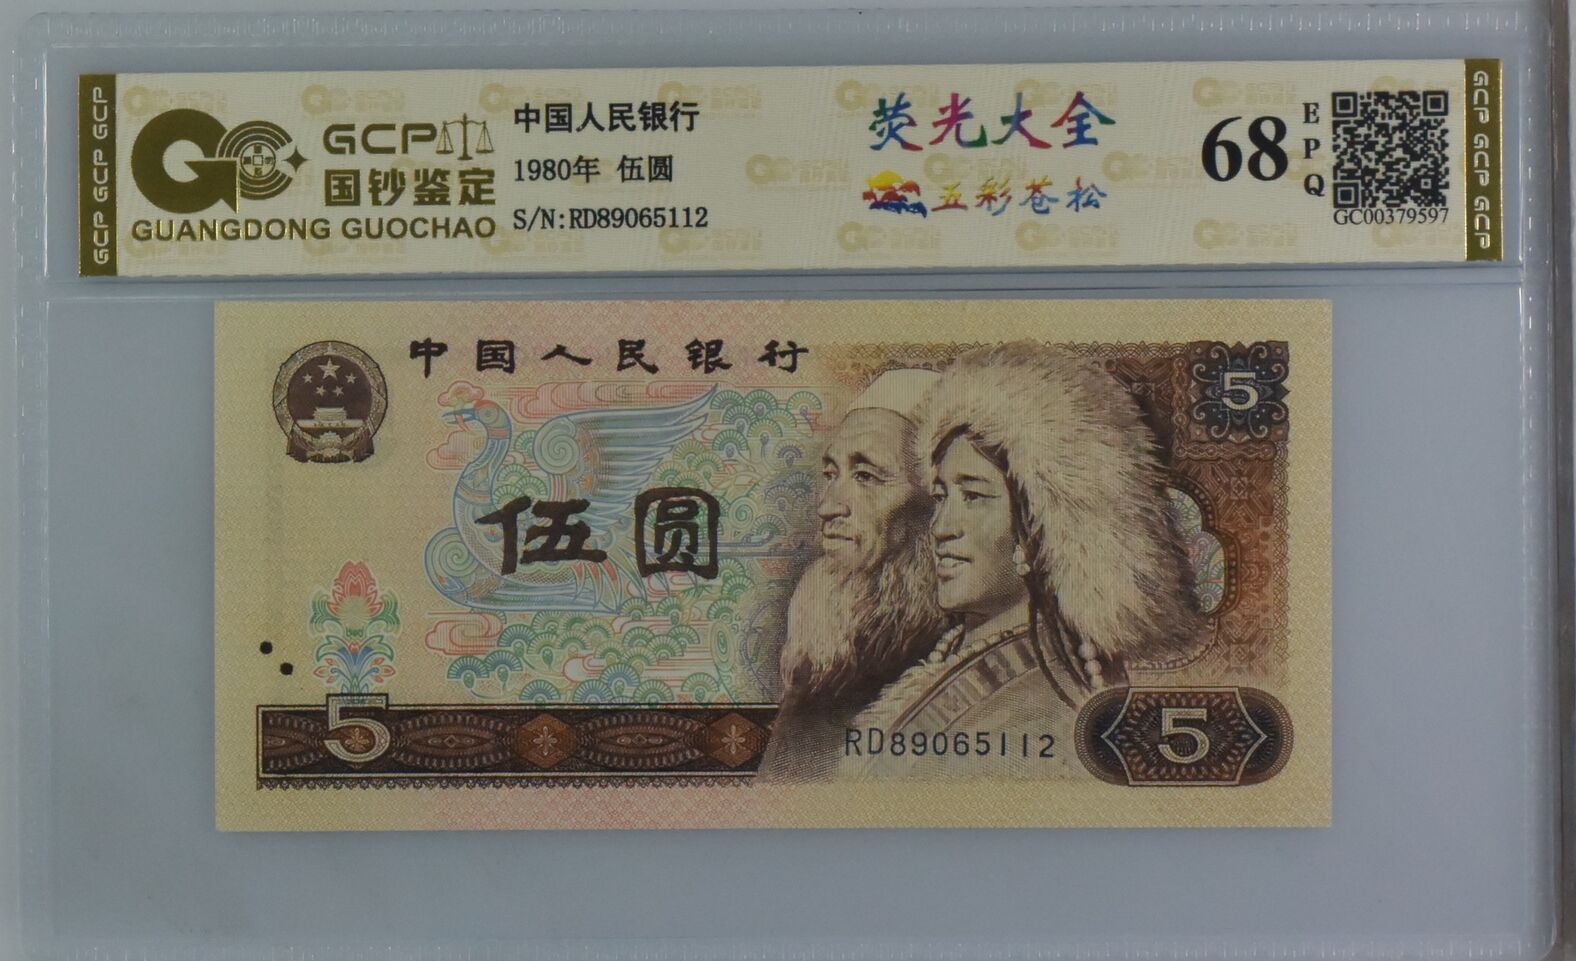 GCP GCP GCP
GCP
国钞鉴定
GUANGDONG GUOCHAO
中国人民银行
1980年 伍圆
S/N:RD89065112
荧光大全
五彩苍松
68
EPQ
GC00379597
GCP GCP GCP
中国人民银行
5
伍圆
5
RD89065112
5